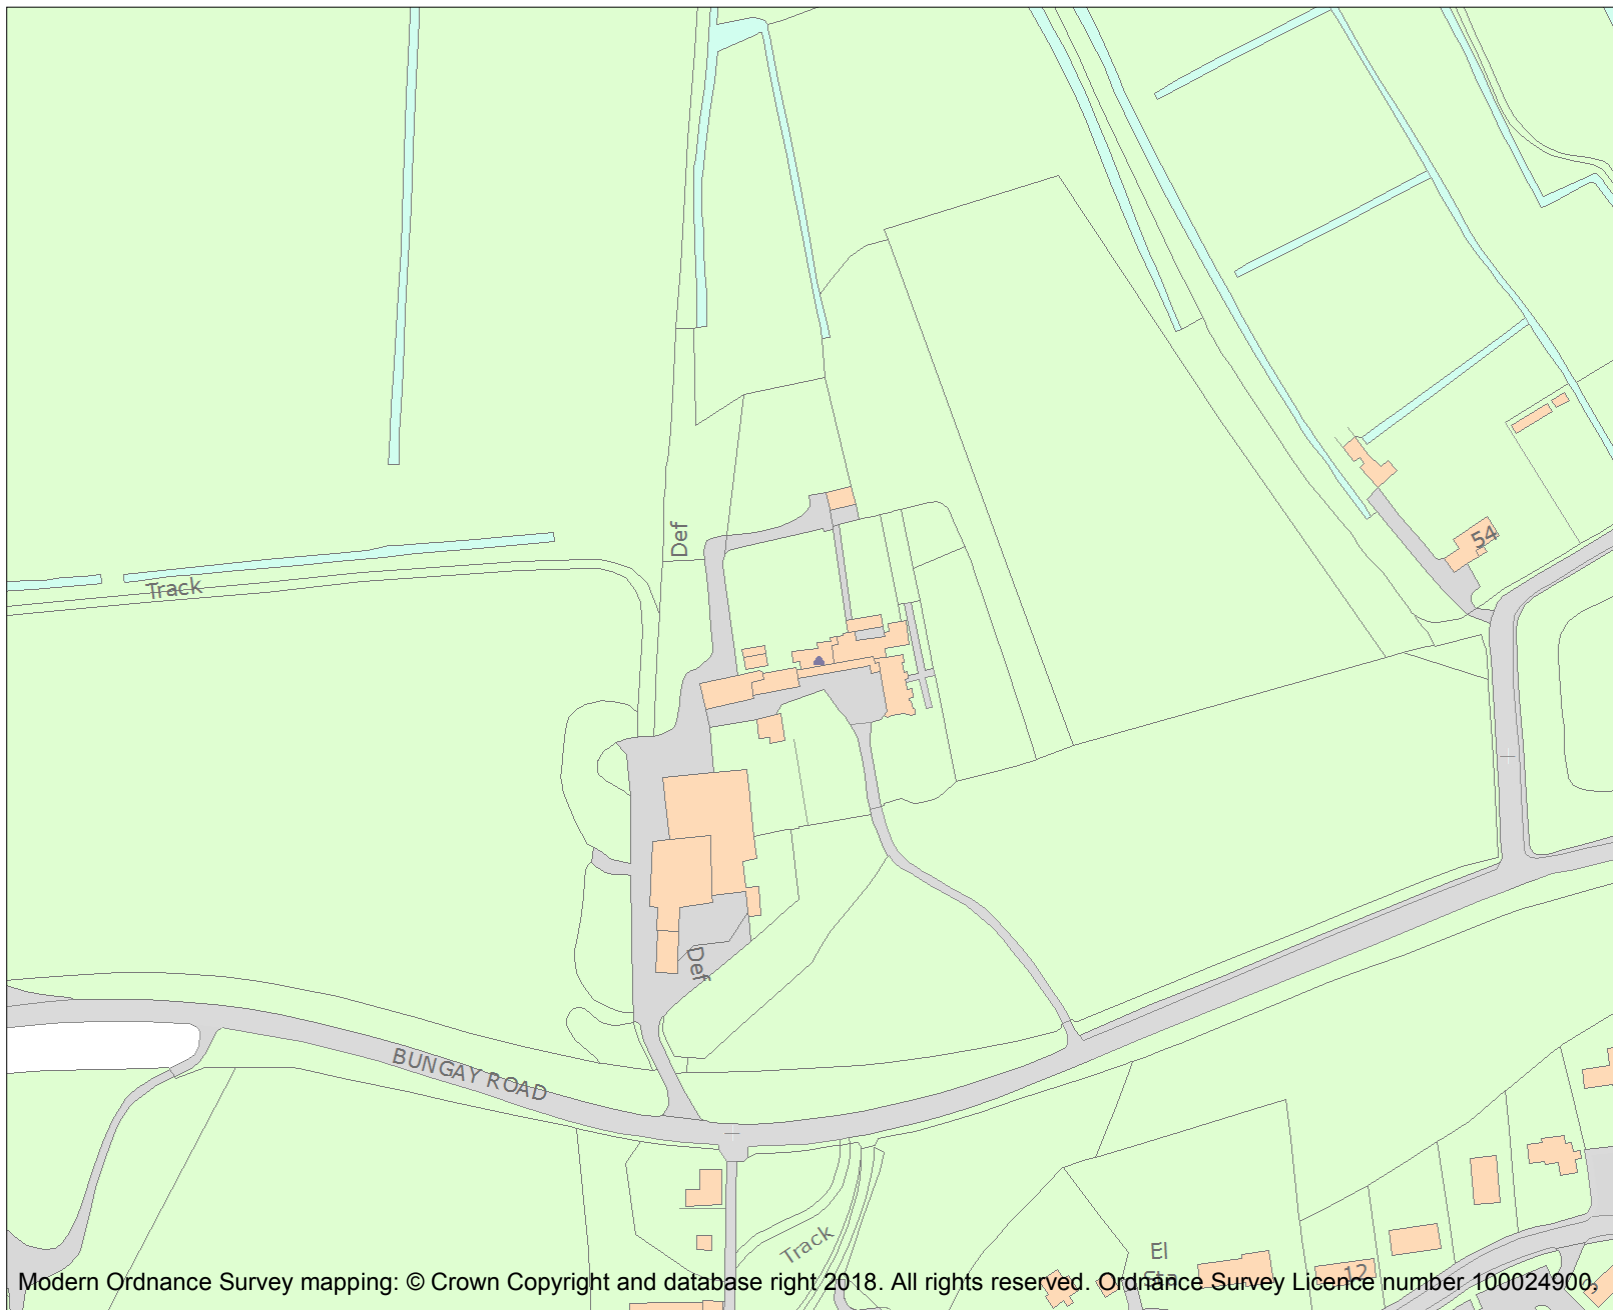 Def
54
Track
Def
BUNGAY ROAD
Track
El
Sta
12
Modern Ordnance Survey mapping: © Crown Copyright and database right 2018. All rights reserved. Ordnance Survey Licence number 100024900.